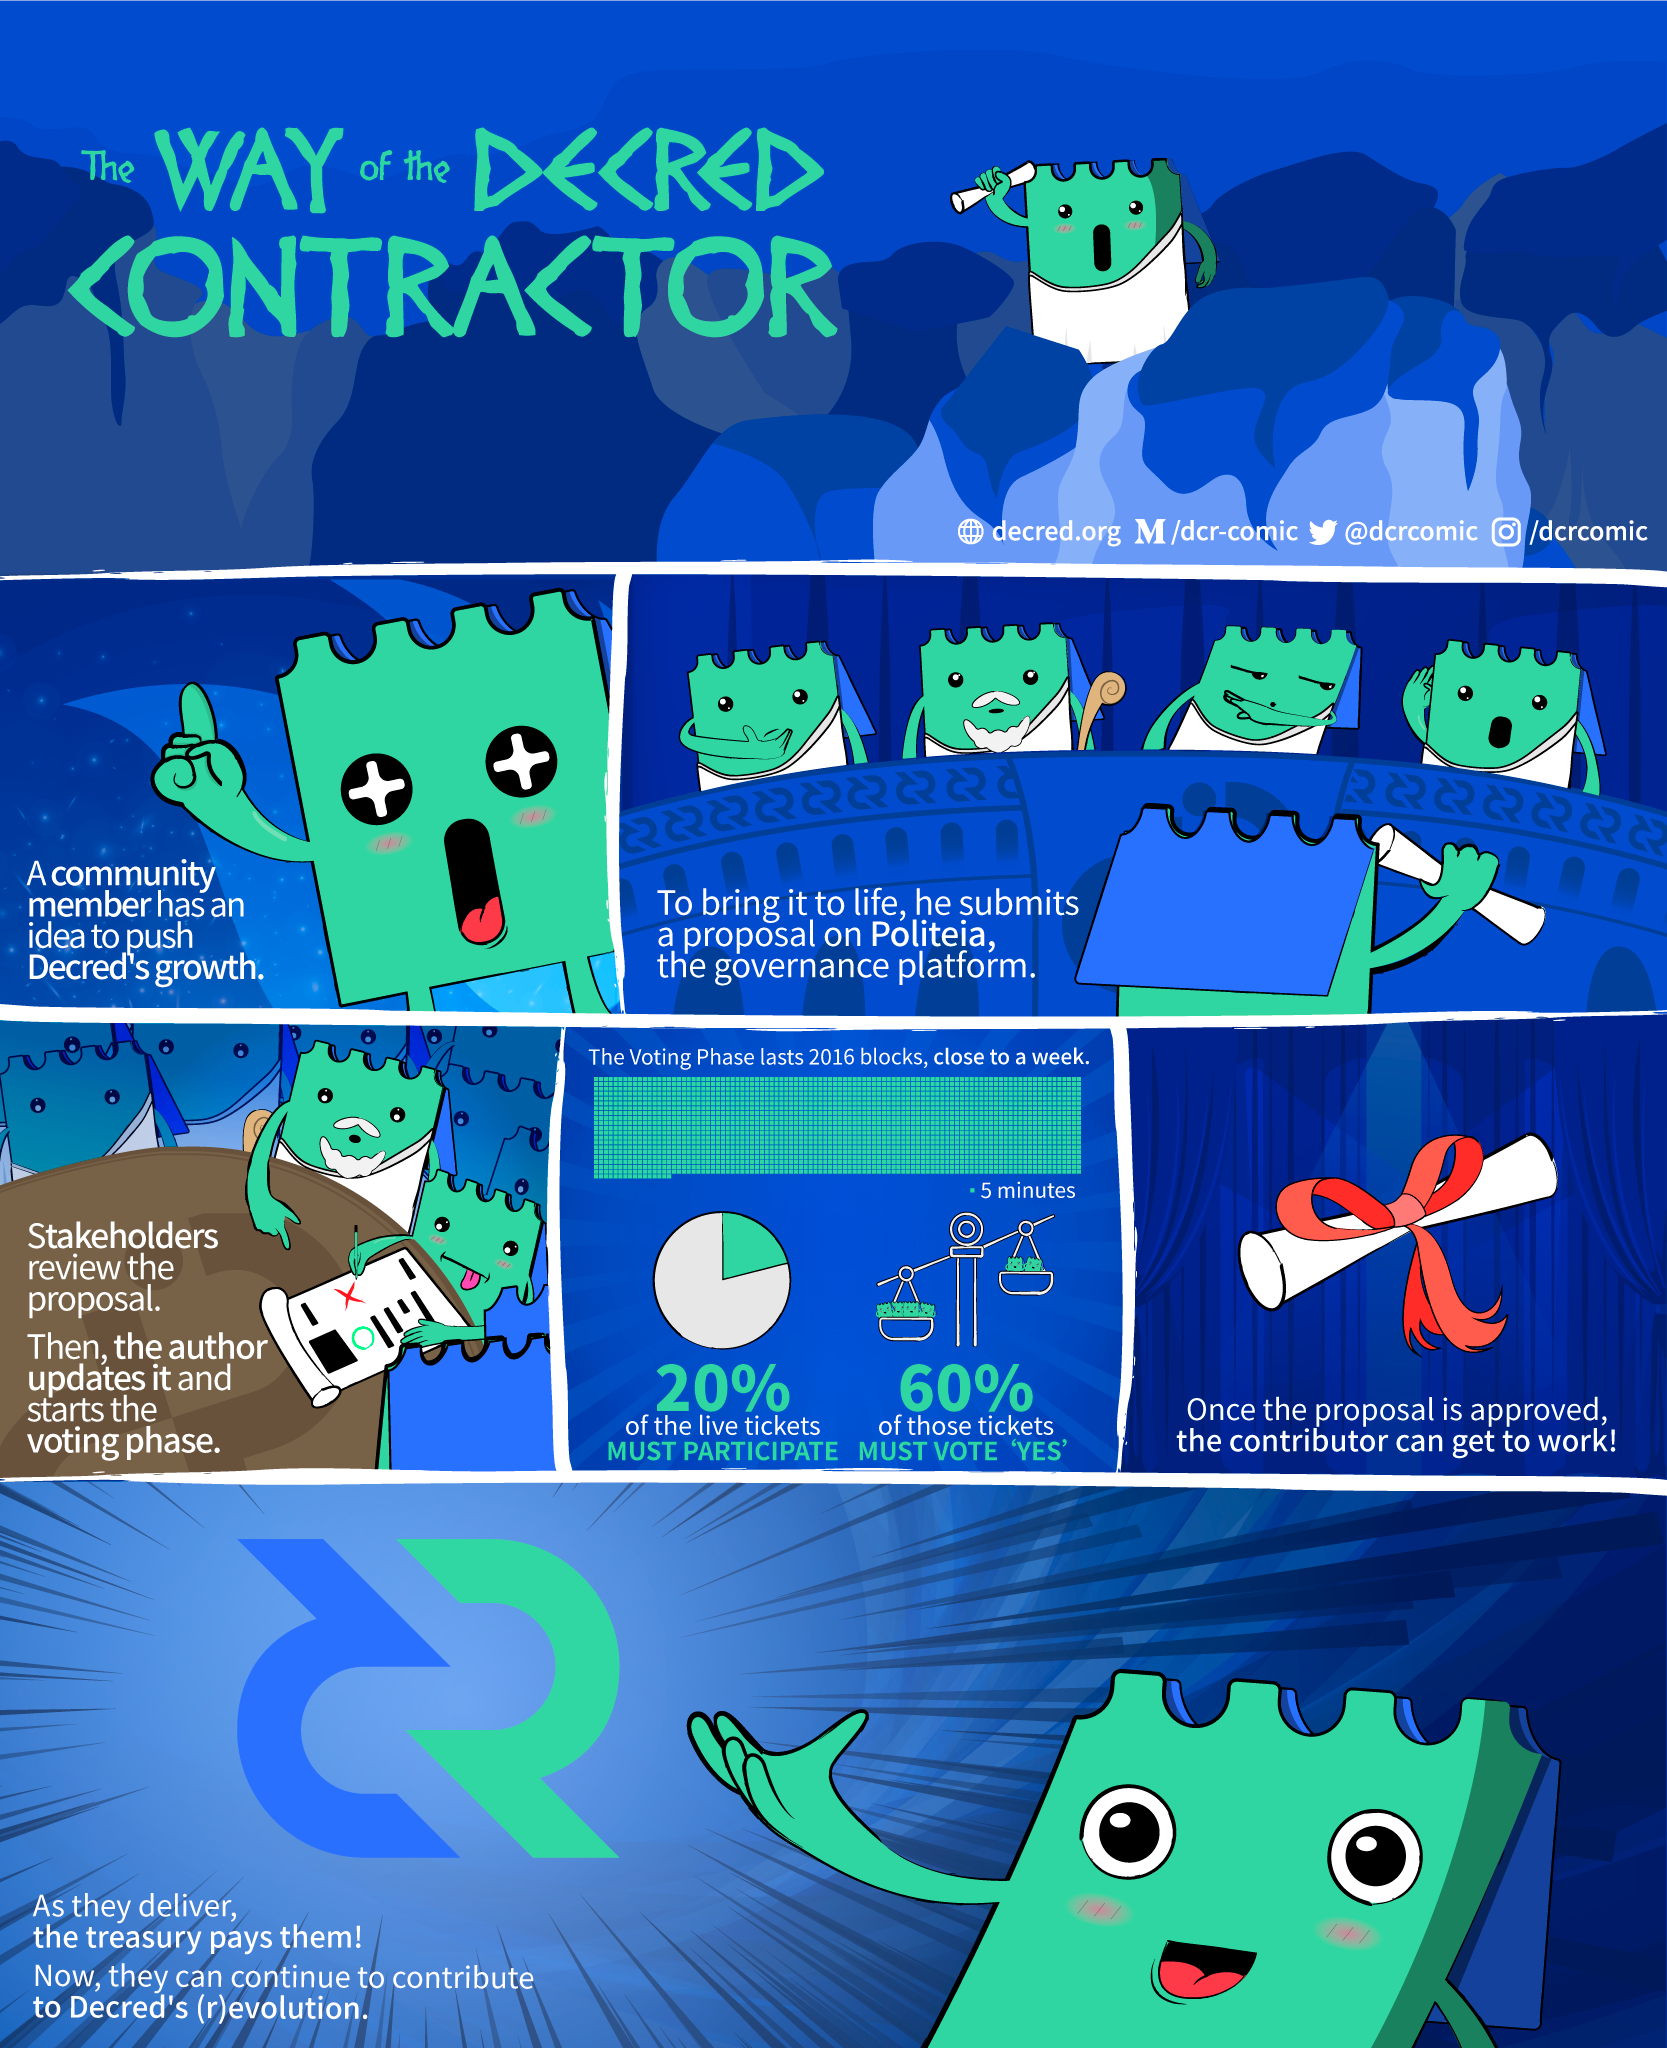 The WAY of the DECRED
CONTRACTOR
decred.org M/dcr-comic @dcrcomic /dcrcomic
A community
member has an
idea to push
Decred's growth.
To bring it to life, he submits
a proposal on Politeia,
the governance platform.
Stakeholders
review the
proposal.
Then, the author
updates it and
starts the
voting phase.
The Voting Phase lasts 2016 blocks, close to a week.
5 minutes
20%
of the live tickets
MUST PARTICIPATE
60%
of those tickets
MUST VOTE ‘YES’
Once the proposal is approved,
the contributor can get to work!
As they deliver,
the treasury pays them!
Now, they can continue to contribute
to Decred's (r)evolution.